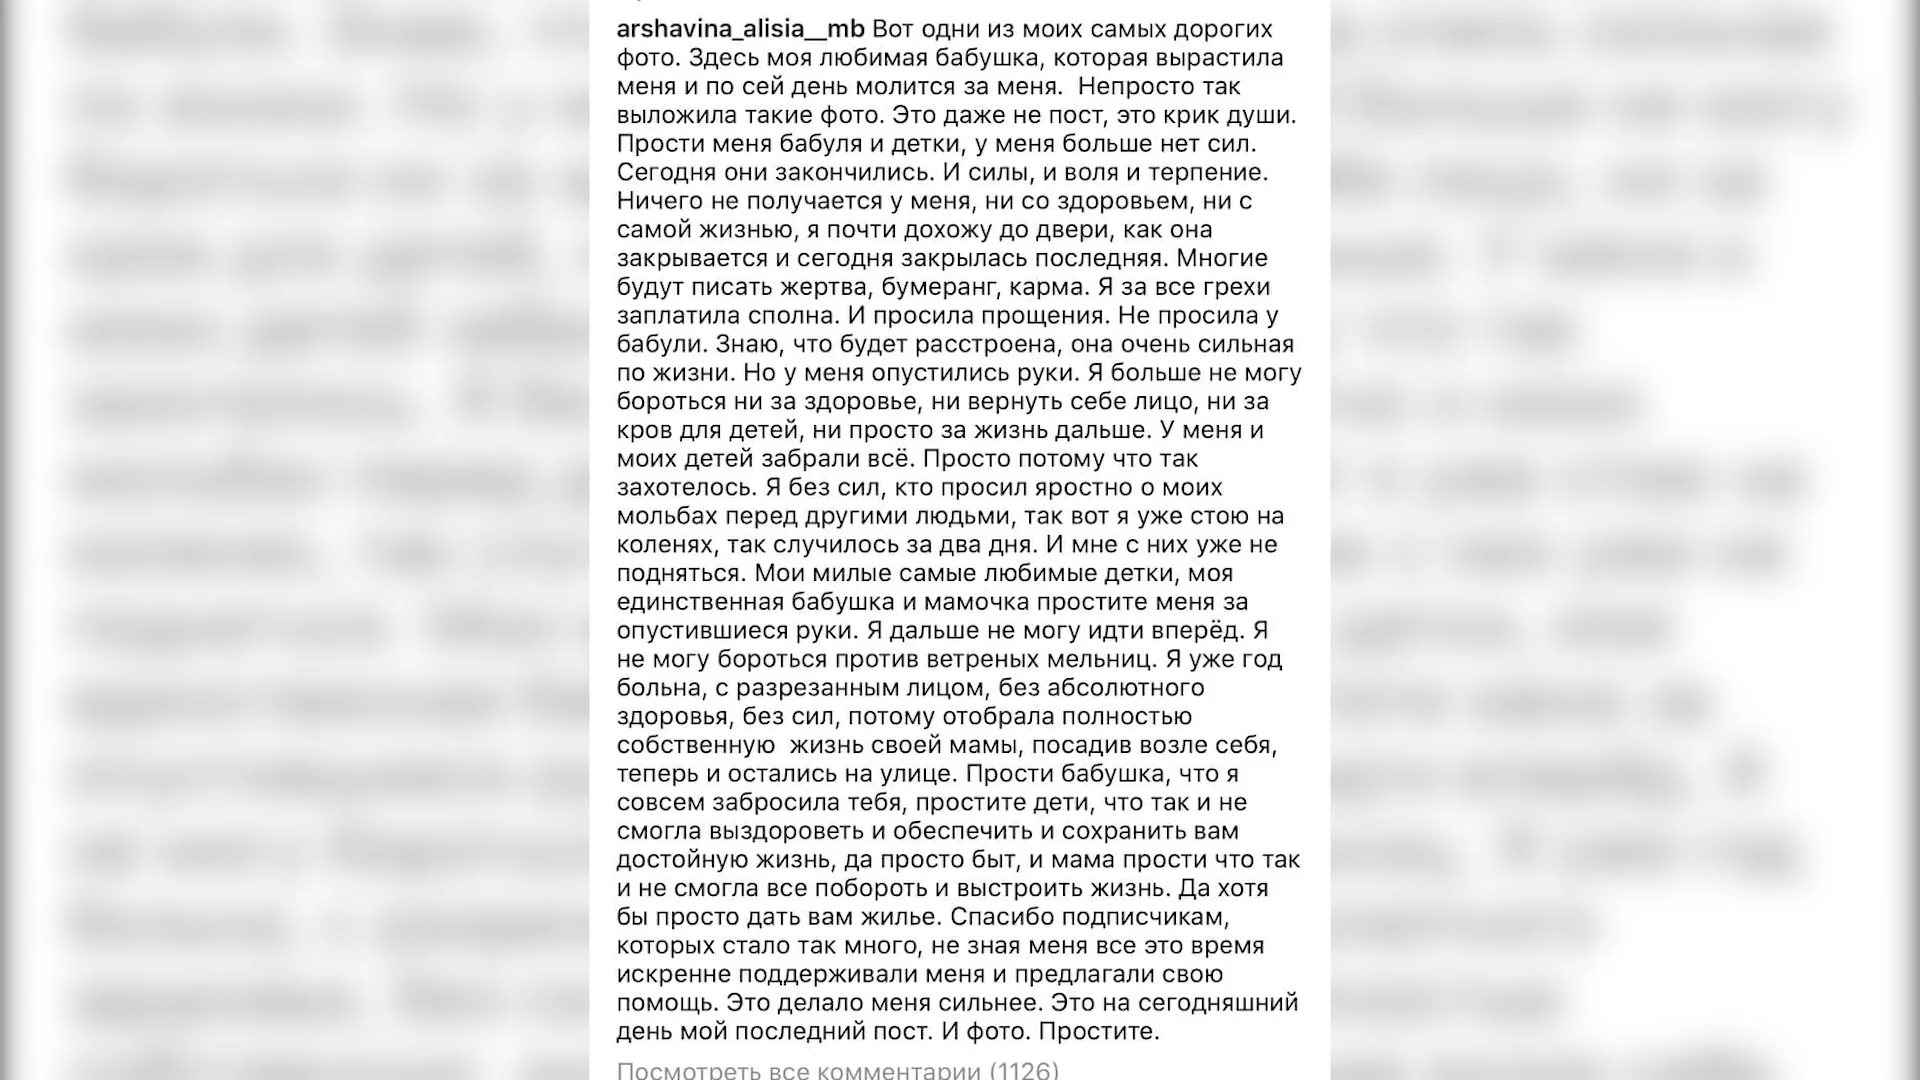 arshavina_alisia__mb Вот одни из моих самых дорогих
фото. Здесь моя любимая бабушка, которая вырастила
меня и по сей день молится за меня.  Непросто так
выложила такие фото. Это даже не пост, это крик души.
Прости меня бабуля и детки, у меня больше нет сил.
Сегодня они закончились. И силы, и воля и терпение.
Ничего не получается у меня, ни со здоровьем, ни с
самой жизнью, я почти дохожу до двери, как она
закрывается и сегодня закрылась последняя. Многие
будут писать жертва, бумеранг, карма. Я за все грехи
заплатила сполна. И просила прощения. Не просила у
бабули. Знаю, что будет расстроена, она очень сильная
по жизни. Но у меня опустились руки. Я больше не могу
бороться ни за здоровье, ни вернуть себе лицо, ни за
кров для детей, ни просто за жизнь дальше. У меня и
моих детей забрали всё. Просто потому что так
захотелось. Я без сил, кто просил яростно о моих
мольбах перед другими людьми, так вот я уже стою на
коленях, так случилось за два дня. И мне с них уже не
подняться. Мои милые самые любимые детки, моя
единственная бабушка и мамочка простите меня за
опустившиеся руки. Я дальше не могу идти вперёд. Я
не могу бороться против ветреных мельниц. Я уже год
больна, с разрезанным лицом, без абсолютного
здоровья, без сил, потому отобрала полностью
собственную  жизнь своей мамы, посадив возле себя,
теперь и остались на улице. Прости бабушка, что я
совсем забросила тебя, простите дети, что так и не
смогла выздороветь и обеспечить и сохранить вам
достойную жизнь, да просто быт, и мама прости что так
и не смогла все побороть и выстроить жизнь. Да хотя
бы просто дать вам жилье. Спасибо подписчикам,
которых стало так много, не зная меня все это время
искренне поддерживали меня и предлагали свою
помощь. Это делало меня сильнее. Это на сегодняшний
день мой последний пост. И фото. Простите.
Посмотреть все комментарии (1126)